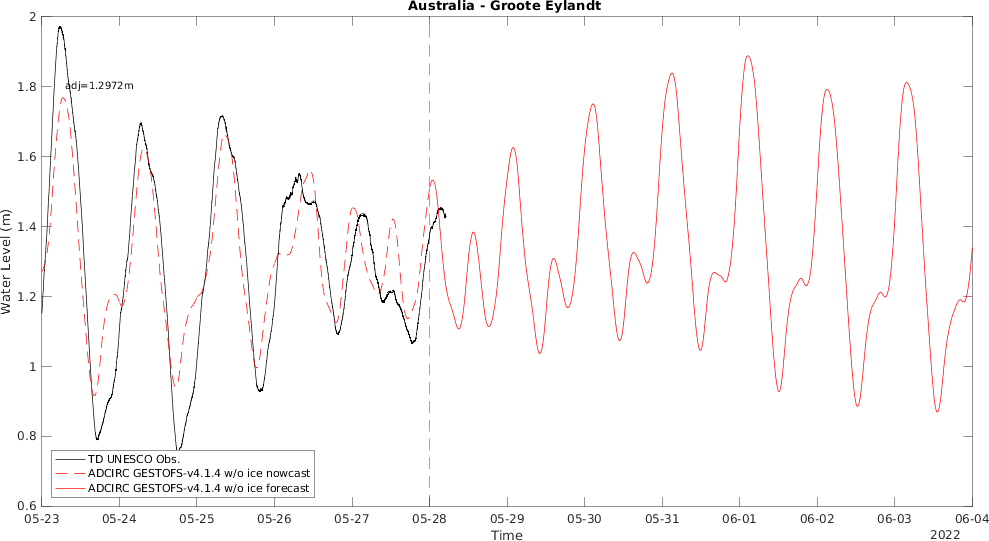 Australia - Groote Eylandt
2
1.8
1.6
1.4
1.2
1
0.8
0.6
Water Level (m)
adj=1.2972m
TD UNESCO Obs.
ADCIRC GESTOFS-v4.1.4 w/o ice nowcast
ADCIRC GESTOFS-v4.1.4 w/o ice forecast
05-23 05-24 05-25 05-26 05-27 05-28 05-29 05-30 05-31 06-01 06-02 06-03 06-04
Time
2022